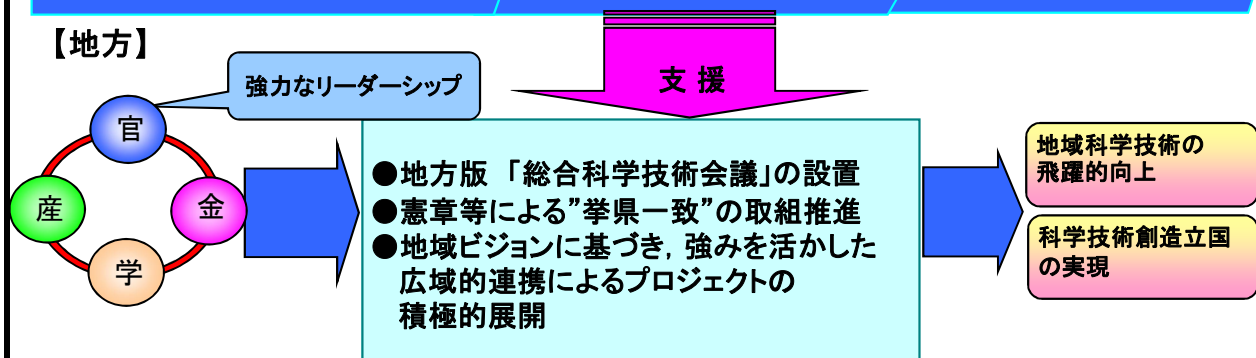 【地方】
強力なリーダーシップ
支 援
官
産
金
学
●地方版 「総合科学技術会議」の設置
●憲章等による”挙県一致”の取組推進
●地域ビジョンに基づき，強みを活かした
広域的連携によるプロジェクトの
積極的展開
地域科学技術の
飛躍的向上
科学技術創造立国
の実現